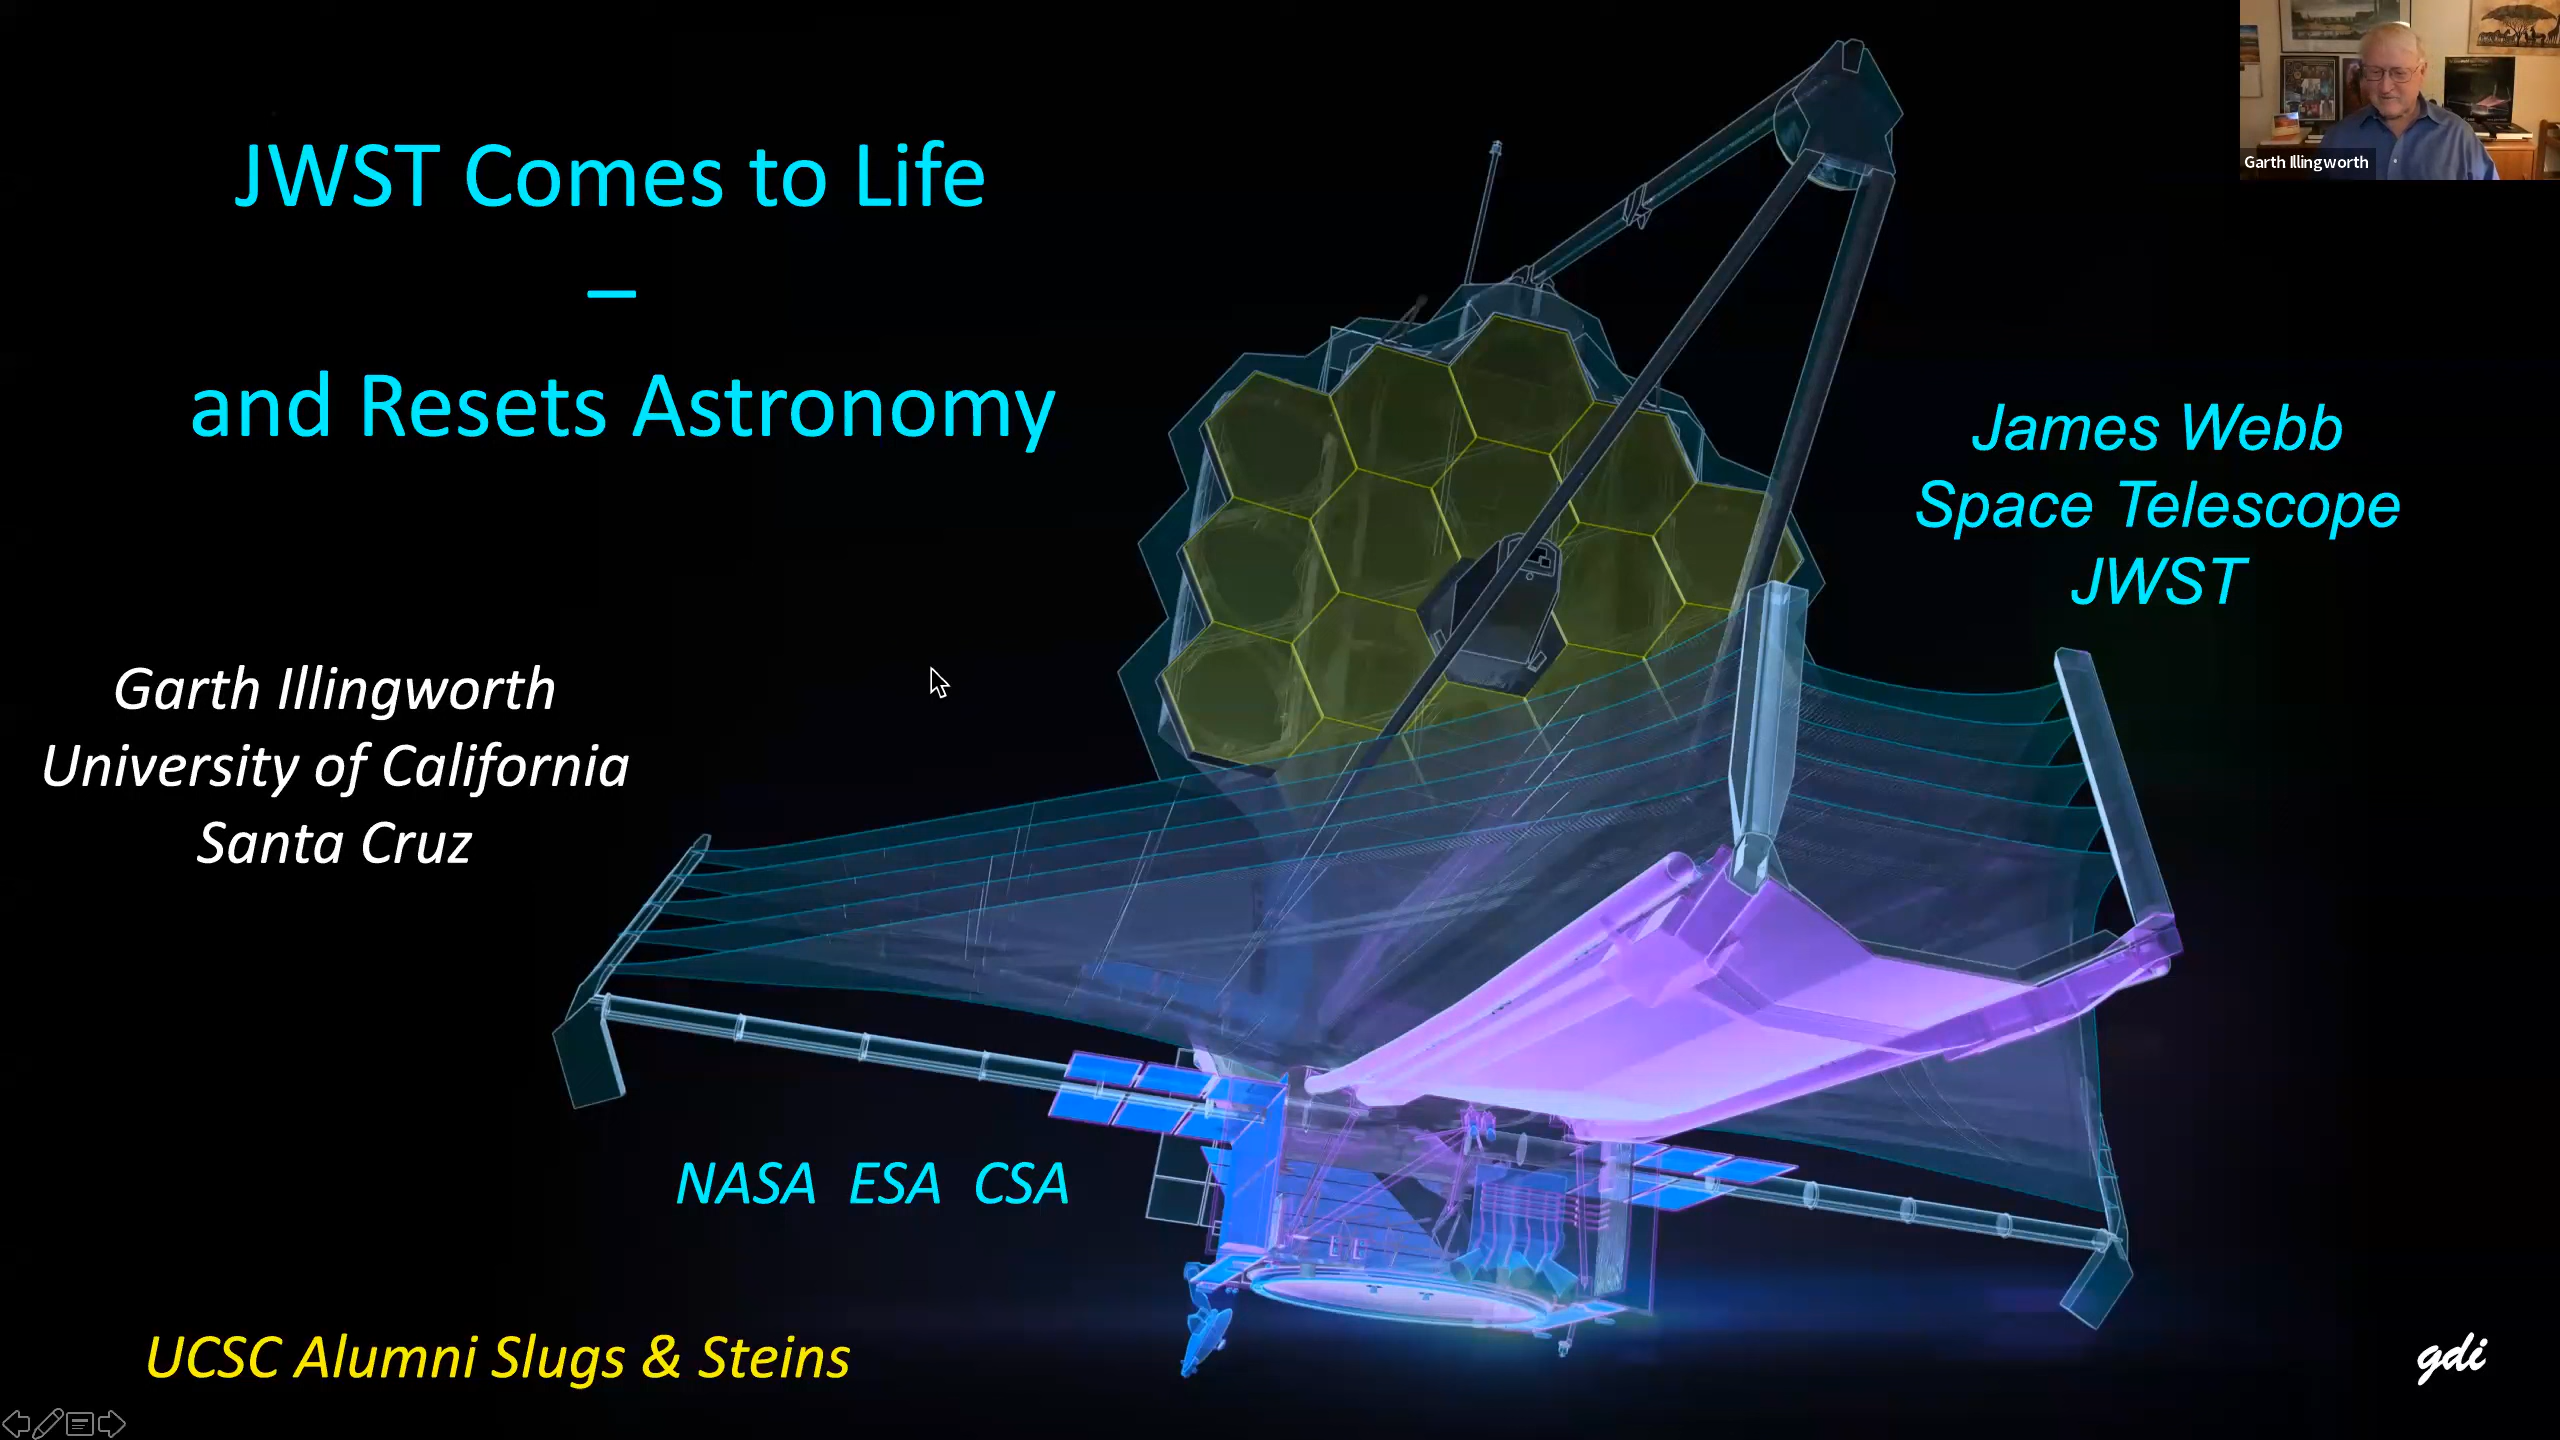 JWST Comes to Life
–
and Resets Astronomy
Garth Illingworth
James Webb
Space Telescope
JWST
Garth Illingworth
University of California
Santa Cruz
NASA ESA CSA
UCSC Alumni Slugs & Steins
gdi